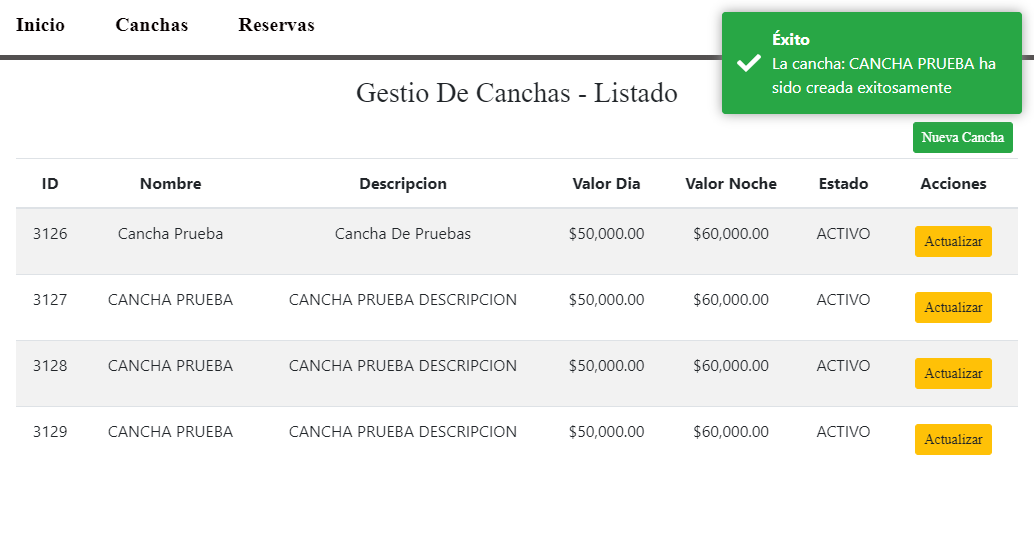 Inicio Canchas Reservas
Éxito
La cancha: CANCHA PRUEBA ha
sido creada exitosamente
Gestio De Canchas - Listado
Nueva Cancha
ID Nombre Descripcion Valor Dia Valor Noche Estado Acciones
3126 Cancha Prueba Cancha De Pruebas $50,000.00 $60,000.00 ACTIVO Actualizar
3127 CANCHA PRUEBA CANCHA PRUEBA DESCRIPCION $50,000.00 $60,000.00 ACTIVO Actualizar
3128 CANCHA PRUEBA CANCHA PRUEBA DESCRIPCION $50,000.00 $60,000.00 ACTIVO Actualizar
3129 CANCHA PRUEBA CANCHA PRUEBA DESCRIPCION $50,000.00 $60,000.00 ACTIVO Actualizar